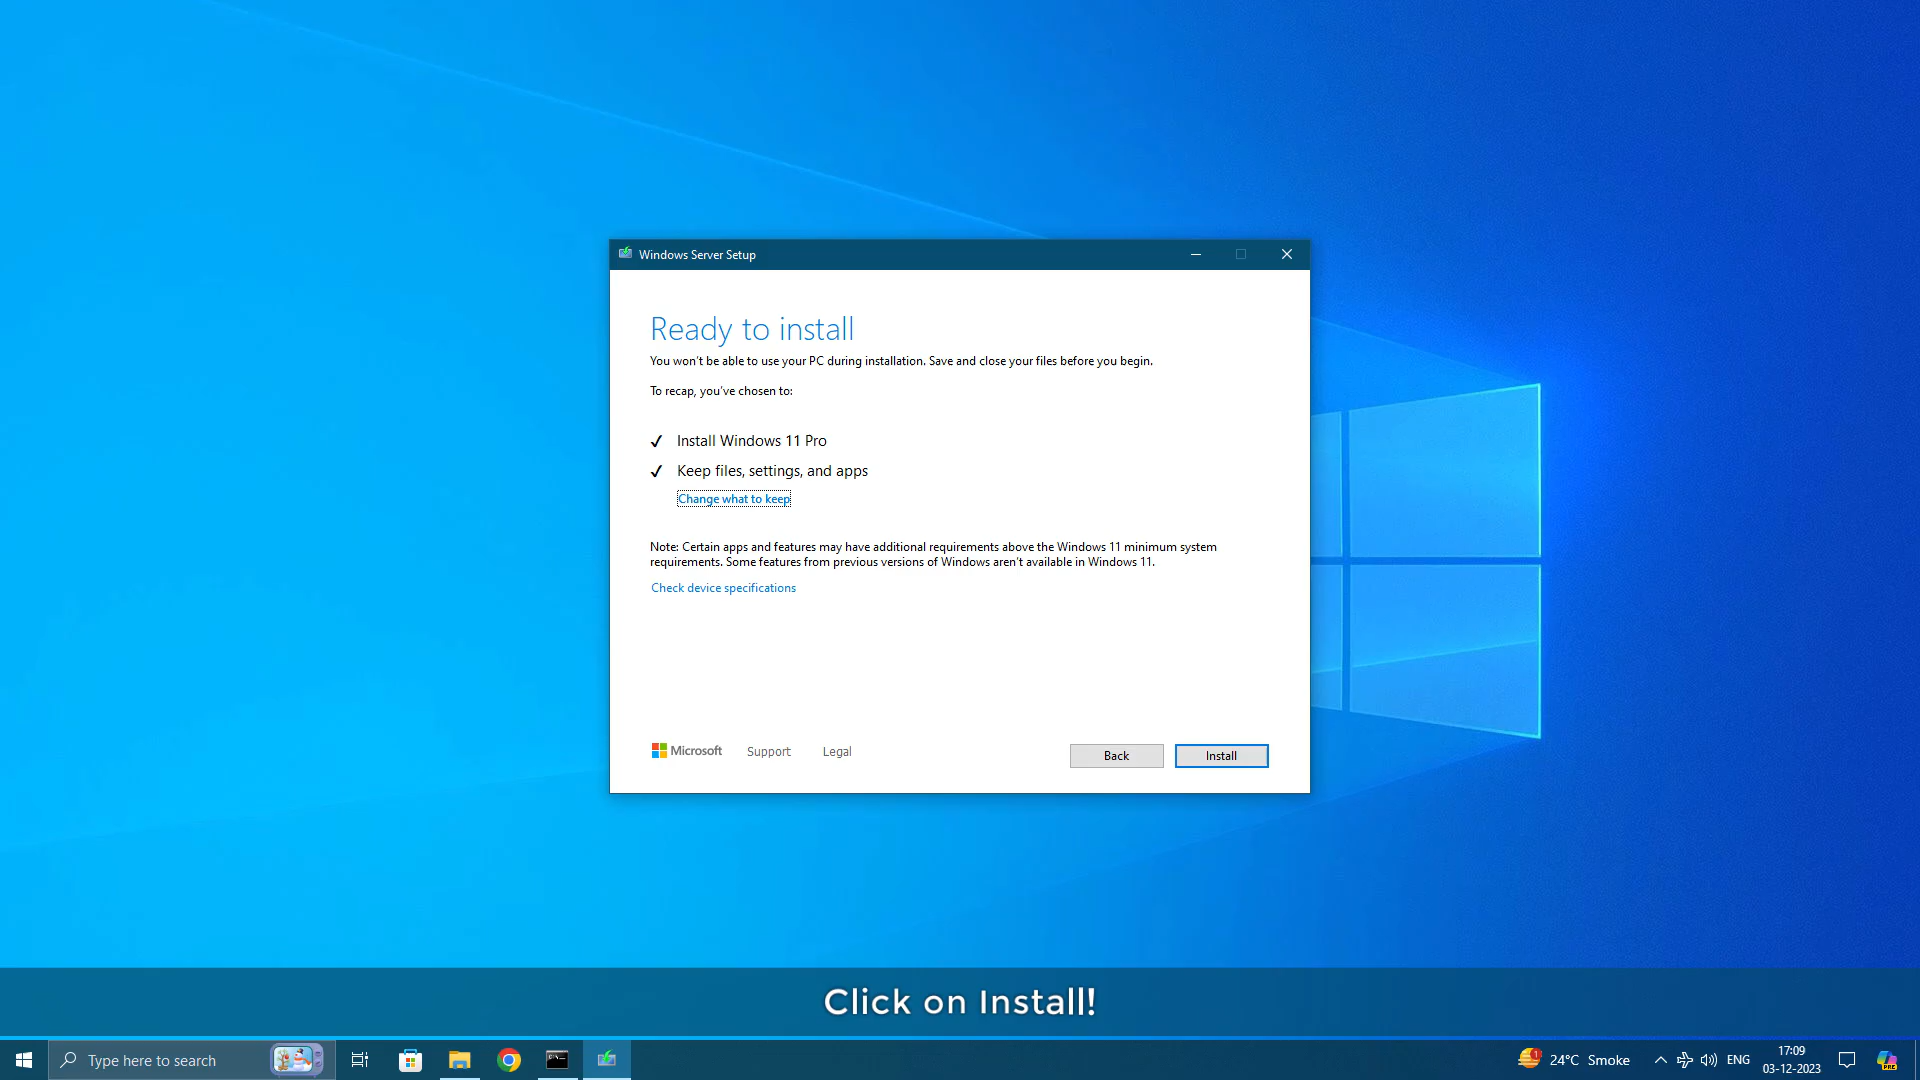 Windows Server Setup
Ready to install
You won't be able to use your PC during installation. Save and close your files before you begin.
To recap, you've chosen to:
Install Windows 11 Pro
Keep files, settings, and apps
Change what to keep
Note: Certain apps and features may have additional requirements above the Windows 11 minimum system
requirements. Some features from previous versions of Windows aren't available in Windows 11.
Check device specifications
Microsoft Support Legal Back Install
Click on Install!
Type here to search
1 24°C Smoke ENG
17:09
03-12-2023
PRE